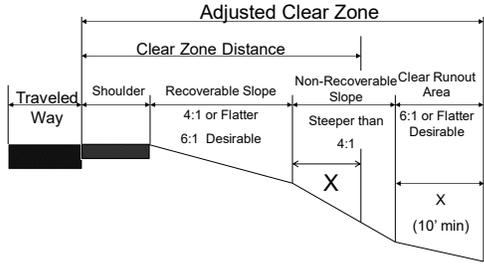 Adjusted Clear Zone
Clear Zone Distance
Traveled
Way
Shoulder
Recoverable Slope
4:1 or Flatter
6:1 Desirable
Non-Recoverable
Slope
Steeper than
4:1
X
Clear Runout
Area
6:1 or Flatter
Desirable
X
(10' min)